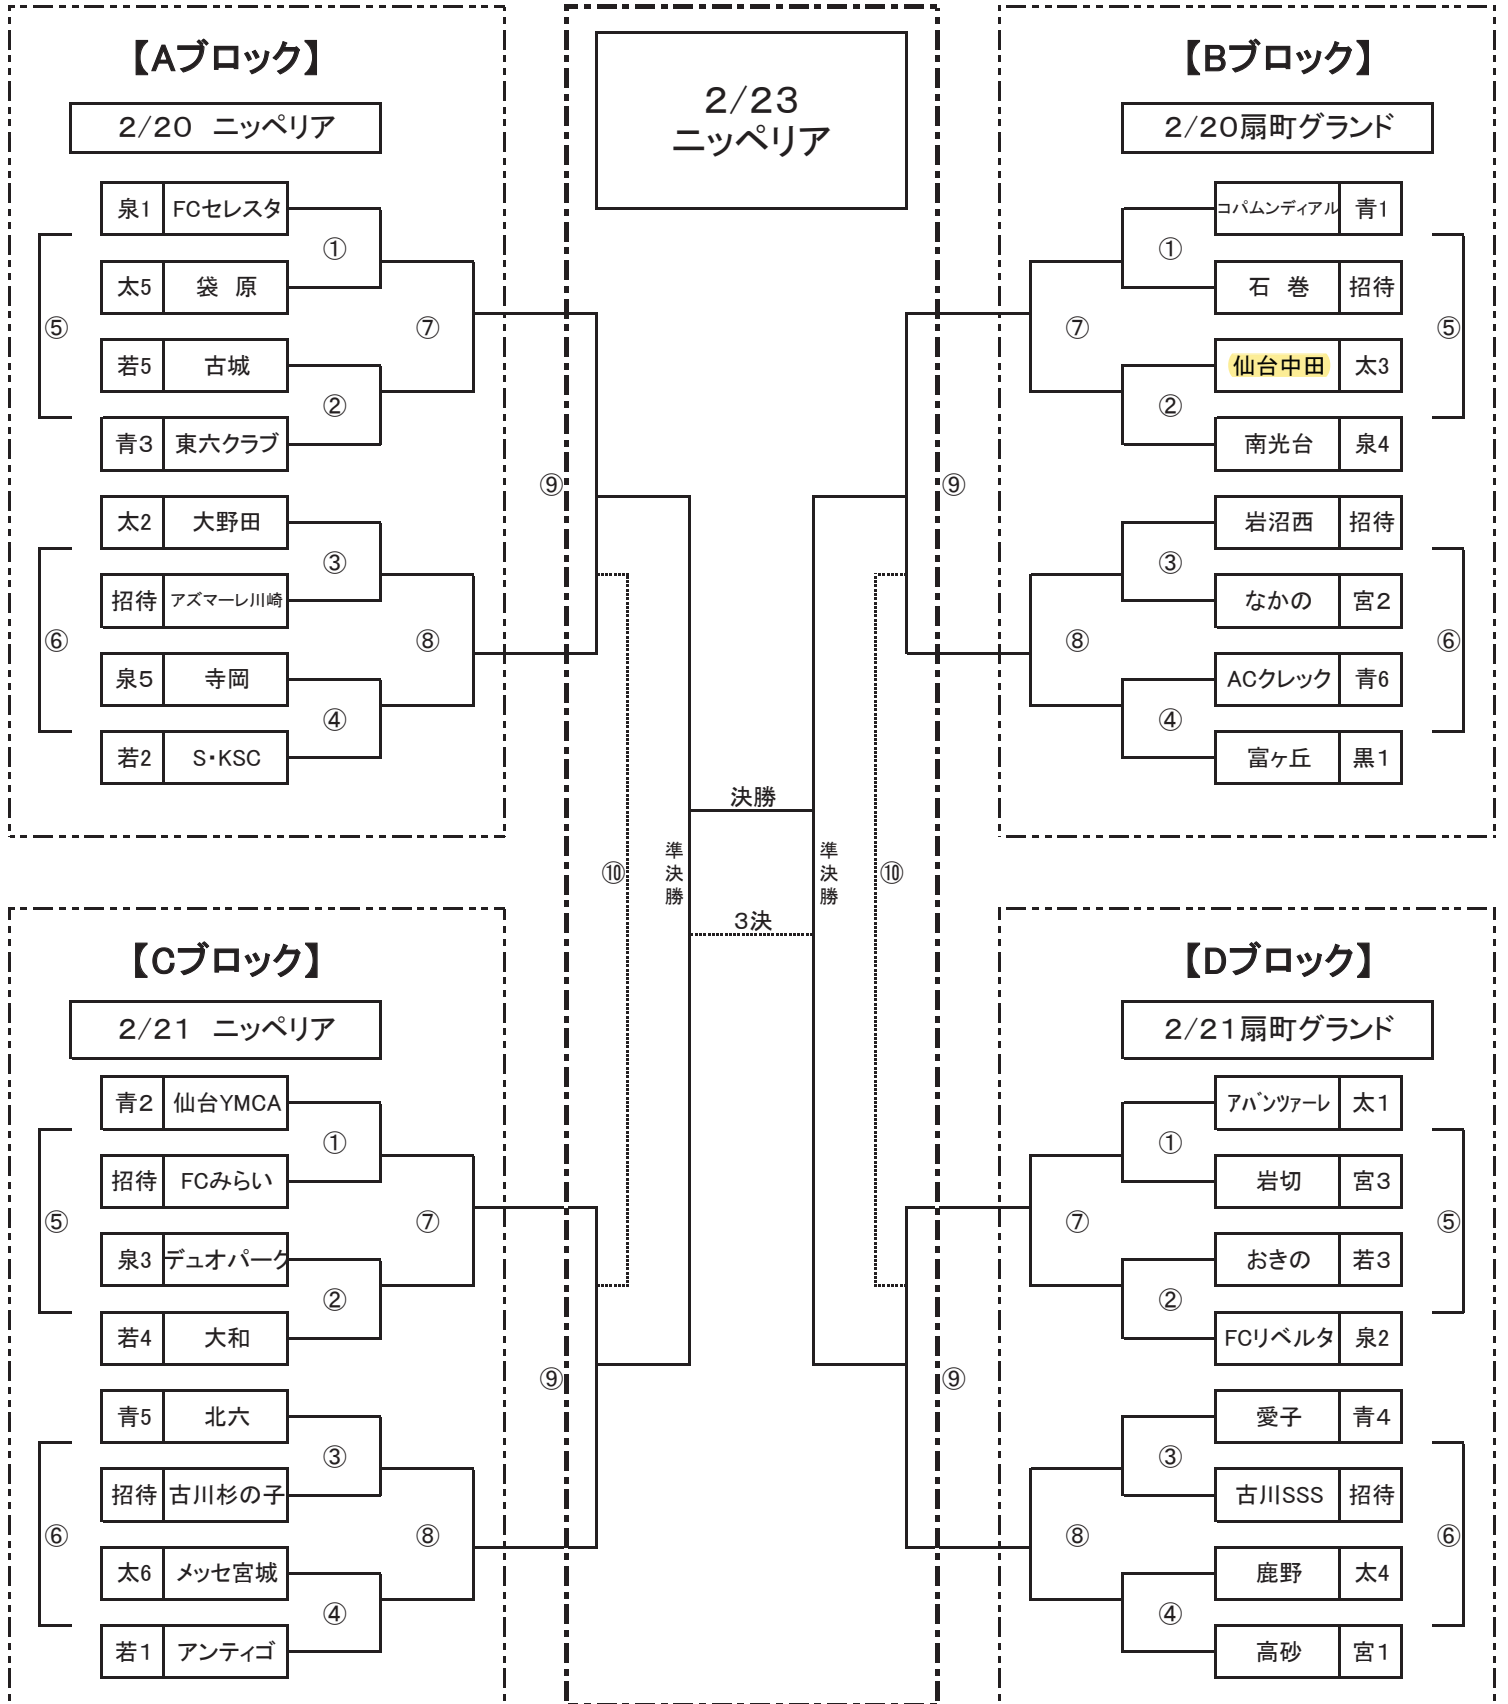 【Aブロック】
2/20 ニッペリア
泉1 FCセレスタ
①
太5 袋 原
⑤
⑦
若5 古城
②
青3 東六クラブ
⑨
太2 大野田
③
招待 アズマーレ川崎
⑥
⑧
泉5 寺岡
④
若2 S・KSC
2/23
ニッペリア
【Bブロック】
2/20扇町グランド
コパムンディアル 青1
①
石 巻 招待
⑦
⑤
仙台中田 太3
②
南光台 泉4
⑨
岩沼西 招待
③
なかの 宮2
⑧
⑥
ACクレック 青6
④
富ヶ丘 黒1
決勝
準決勝
準決勝
⑩
⑩
3決
【Cブロック】
2/21 ニッペリア
青2 仙台YMCA
①
招待 FCみらい
⑤
⑦
泉3 デュオパーク
②
若4 大和
⑨
青5 北六
③
招待 古川杉の子
⑥
⑧
太6 メッセ宮城
④
若1 アンティゴ
【Dブロック】
2/21扇町グランド
アバンツァーレ 太1
①
岩切 宮3
⑦
⑤
おきの 若3
②
FCリベルタ 泉2
⑨
愛子 青4
③
古川SSS 招待
⑧
⑥
鹿野 太4
④
高砂 宮1